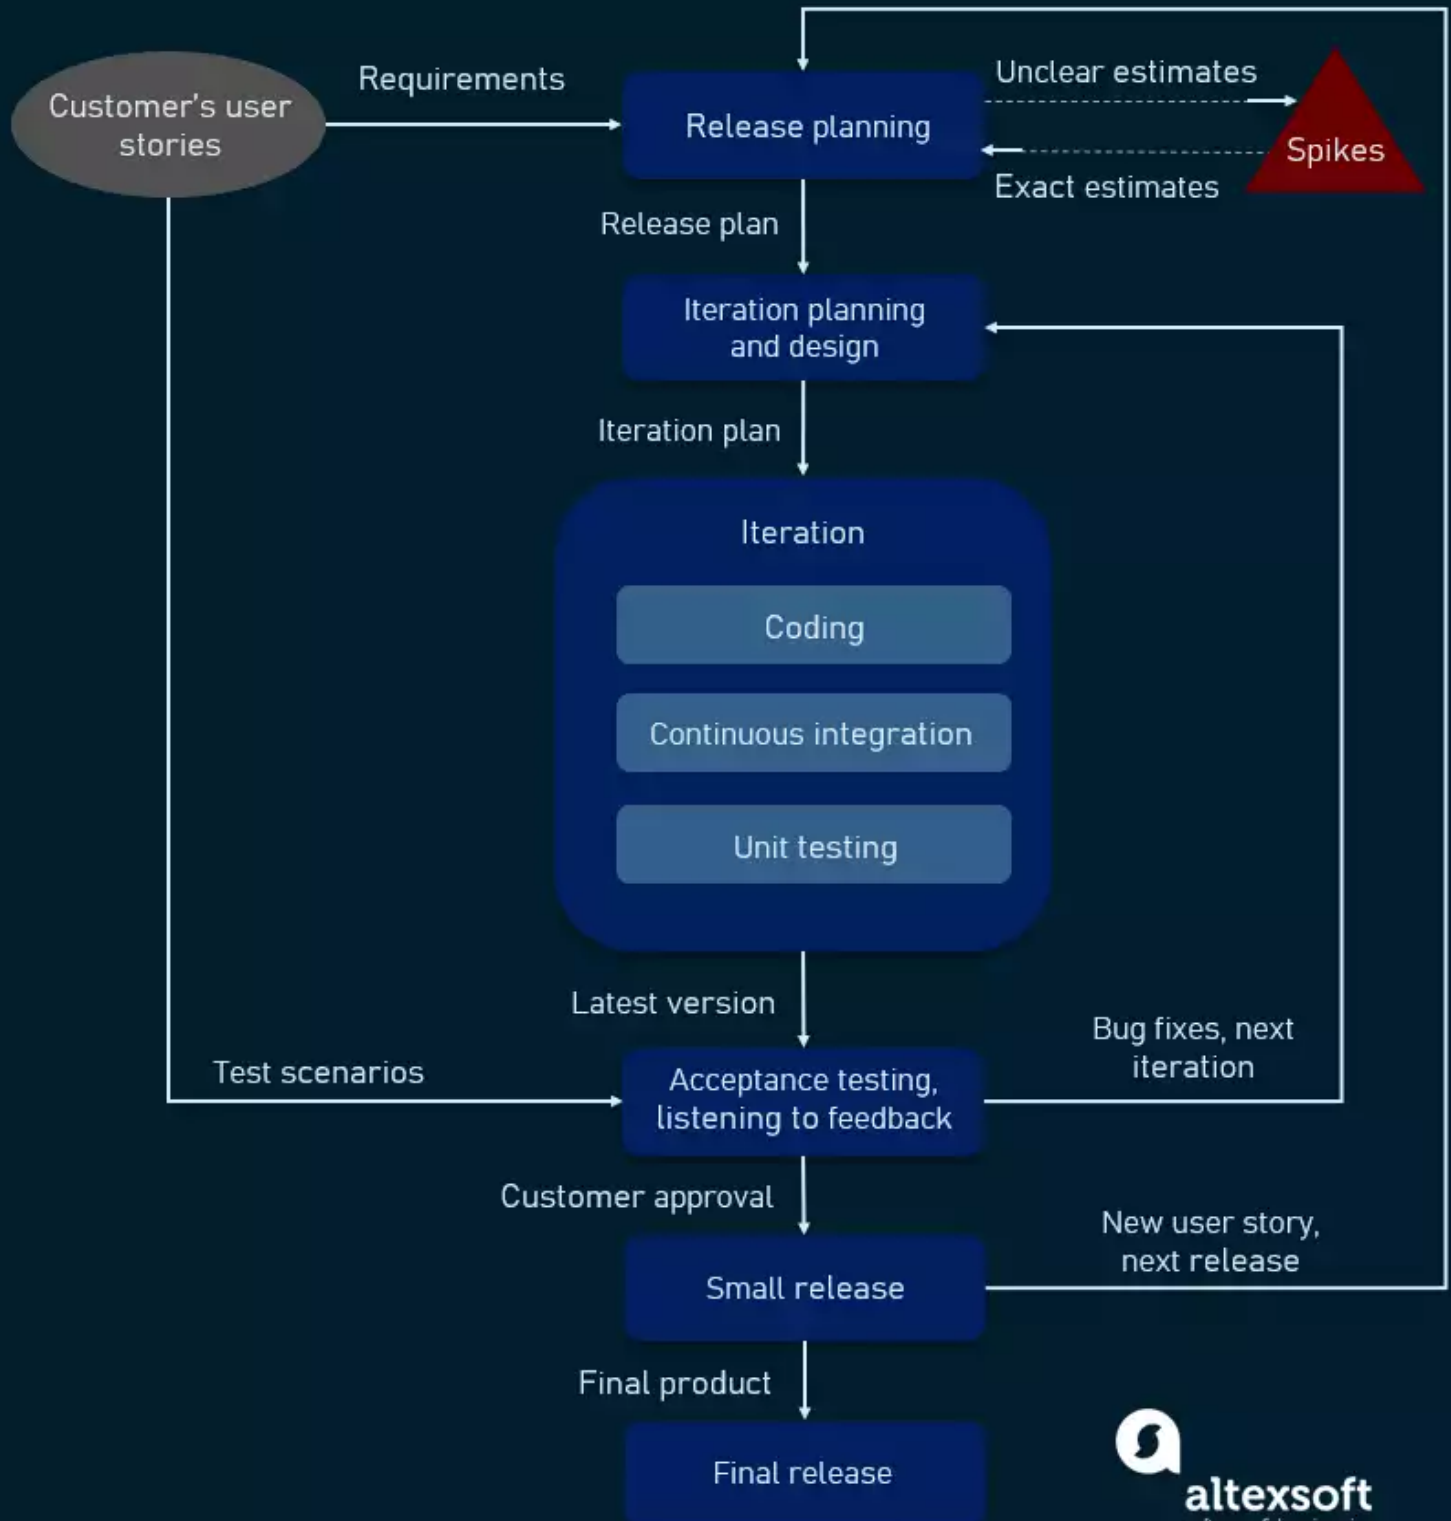 Customer's user
stories
Requirements
Release planning
Unclear estimates
Spikes
Exact estimates
Release plan
Iteration planning
and design
Iteration plan
Iteration
Coding
Continuous integration
Unit testing
Latest version
Bug fixes, next
iteration
Test scenarios
Acceptance testing,
listening to feedback
Customer approval
New user story,
next release
Small release
Final product
Final release
altexsoft